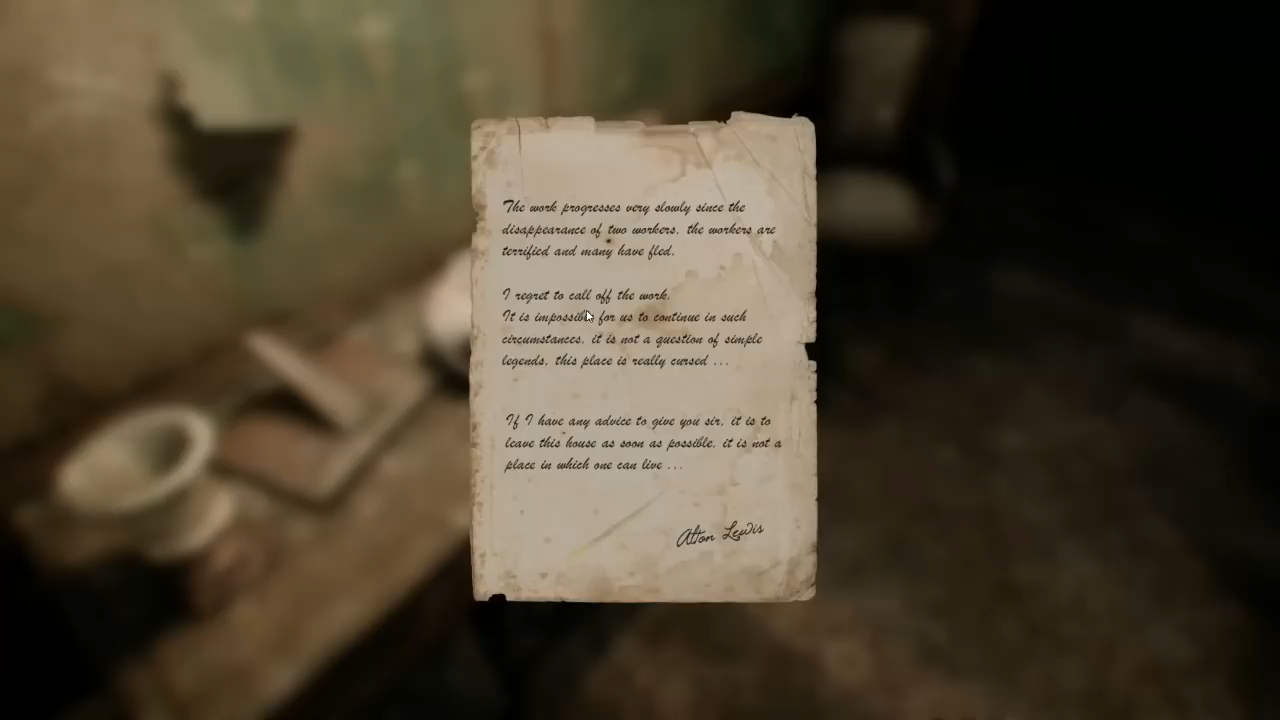 The work progresses very slowly since the
disappearance of two workers, the workers are
terrified and many have fled.
I regret to call off the work.
It is impossible for us to continue in such
circumstances, it is not a question of simple
legends, this place is really cursed ...
If I have any advice to give you sir, it is to
leave this house as soon as possible, it is not a
place in which one can live ...
Alton Lewis